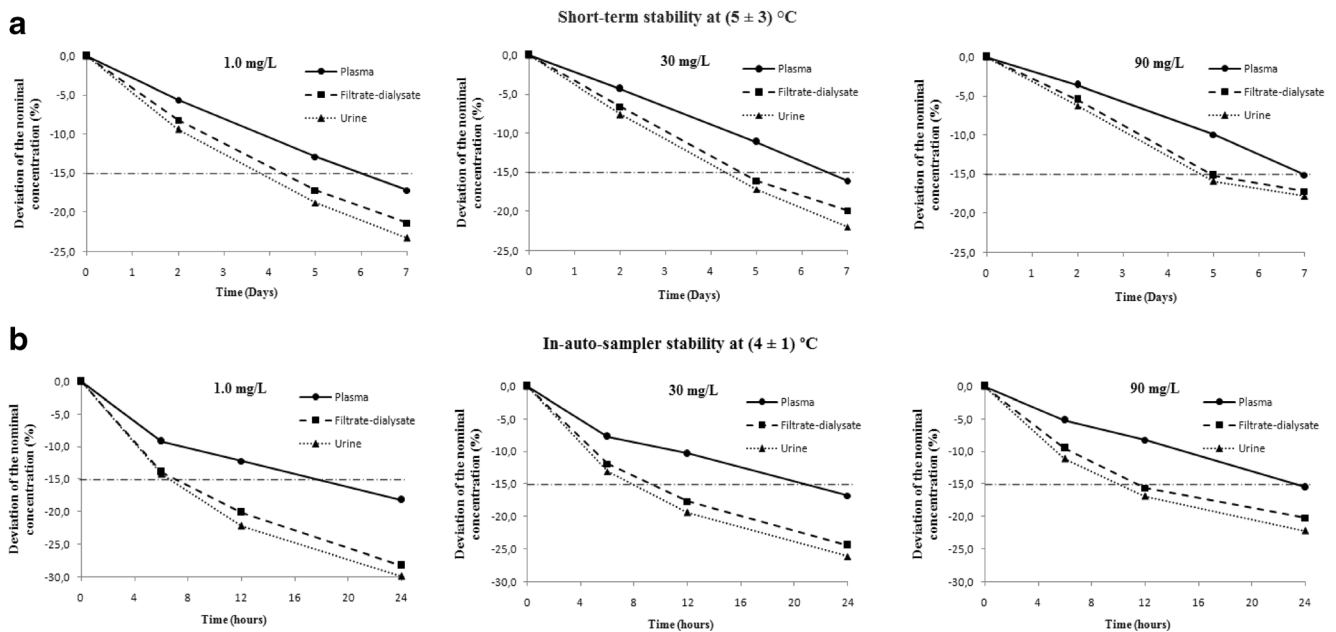 a
Short-term stability at (5 ± 3) °C
1.0 mg/L
Plasma
Filtrate-dialysate
Urine
Deviation of the nominal
concentration (%)
0,0
-5,0
-10,0
-15,0
-20,0
-25,0
0 1 2 3 4 5 6 7
Time (Days)
30 mg/L
Plasma
Filtrate-dialysate
Urine
Deviation of the nominal
concentration (%)
0,0
-5,0
-10,0
-15,0
-20,0
-25,0
0 1 2 3 4 5 6 7
Time (Days)
90 mg/L
Plasma
Filtrate-dialysate
Urine
Deviation of the nominal
concentration (%)
0,0
-5,0
-10,0
-15,0
-20,0
-25,0
0 1 2 3 4 5 6 7
Time (Days)
b
In-auto-sampler stability at (4 ± 1) °C
1.0 mg/L
Plasma
Filtrate-dialysate
Urine
Deviation of the nominal
concentration (%)
0,0
-5,0
-10,0
-15,0
-20,0
-25,0
-30,0
0 4 8 12 16 20 24
Time (hours)
30 mg/L
Plasma
Filtrate-dialysate
Urine
Deviation of the nominal
concentration (%)
0,0
-5,0
-10,0
-15,0
-20,0
-25,0
-30,0
0 4 8 12 16 20 24
Time (hours)
90 mg/L
Plasma
Filtrate-dialysate
Urine
Deviation of the nominal
concentration (%)
0,0
-5,0
-10,0
-15,0
-20,0
-25,0
-30,0
0 4 8 12 16 20 24
Time (hours)